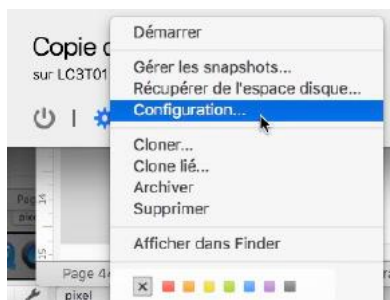 Démarrer
Copie
sur LC3T01
Gérer les snapshots...
Récupérer de l'espace disque...
Configuration...
Cloner...
Clone lié...
Archiver
Supprimer
Afficher dans Finder
Page
pixel